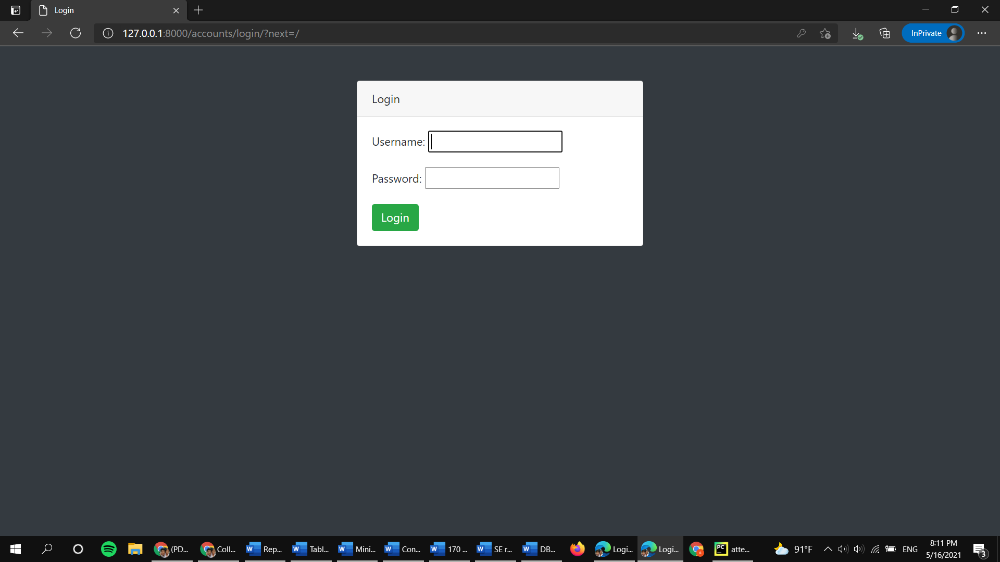 Login
127.0.0.1:8000/accounts/login/?next=/
InPrivate
Login
Username:
Password:
Login
(PD...
Coll...
Rep...
Tabl...
Mini...
Con...
170 ...
SE r...
DB...
Logi...
Logi...
PC
atte...
91°F
ENG
8:11 PM
5/16/2021
3